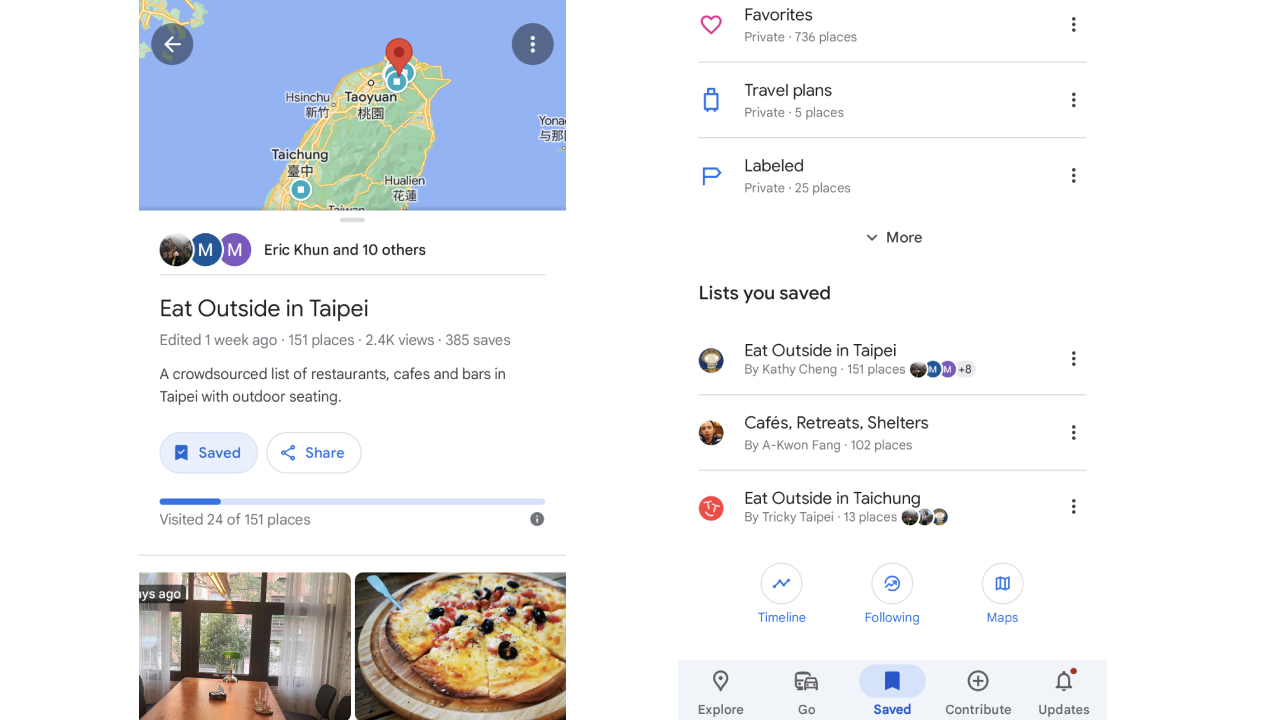 Hsinchu
新竹
Taoyuan
桃園
Taichung
臺中
Hualien
花蓮
Taiwan
M
M
Eric Khun and 10 others
Eat Outside in Taipei
Edited 1 week ago · 151 places · 2.4K views · 385 saves
A crowdsourced list of restaurants, cafes and bars in
Taipei with outdoor seating.
Saved
Share
Visited 24 of 151 places
ays ago
Favorites
Private · 736 places
Travel plans
Private · 5 places
Labeled
Private · 25 places
More
Lists you saved
Eat Outside in Taipei
By Kathy Cheng · 151 places M M +8
Cafés, Retreats, Shelters
By A-Kwon Fang · 102 places
Eat Outside in Taichung
By Tricky Taipei · 13 places
Timeline
Following
Maps
Explore
Go
Saved
Contribute
Updates